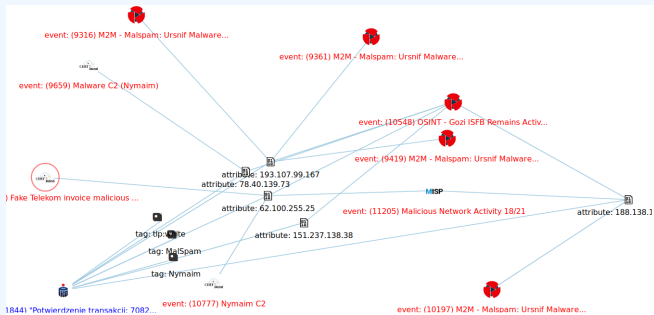 event: (9316) M2M - Malspam: Ursnif Malware...
event: (9361) M2M - Malspam: Ursnif Malware...
event: (9659) Malware C2 (Nymaim)
event: (10548) OSINT - Gozi ISFB Remains Activ...
event: (9419) M2M - Malspam: Ursnif Malware...
attribute: 193.107.99.167
attribute: 78.40.139.73
) Fake Telekom invoice malicious ...
MISP
attribute: 62.100.255.25
event: (11205) Malicious Network Activity 18/21
attribute: 188.138.1
tag: tlp:white
attribute: 151.237.138.38
tag: MalSpam
tag: Nymaim
event: (10777) Nymaim C2
1844) "Potwierdzenie transakcji: 7082...
event: (10197) M2M - Malspam: Ursnif Malware...